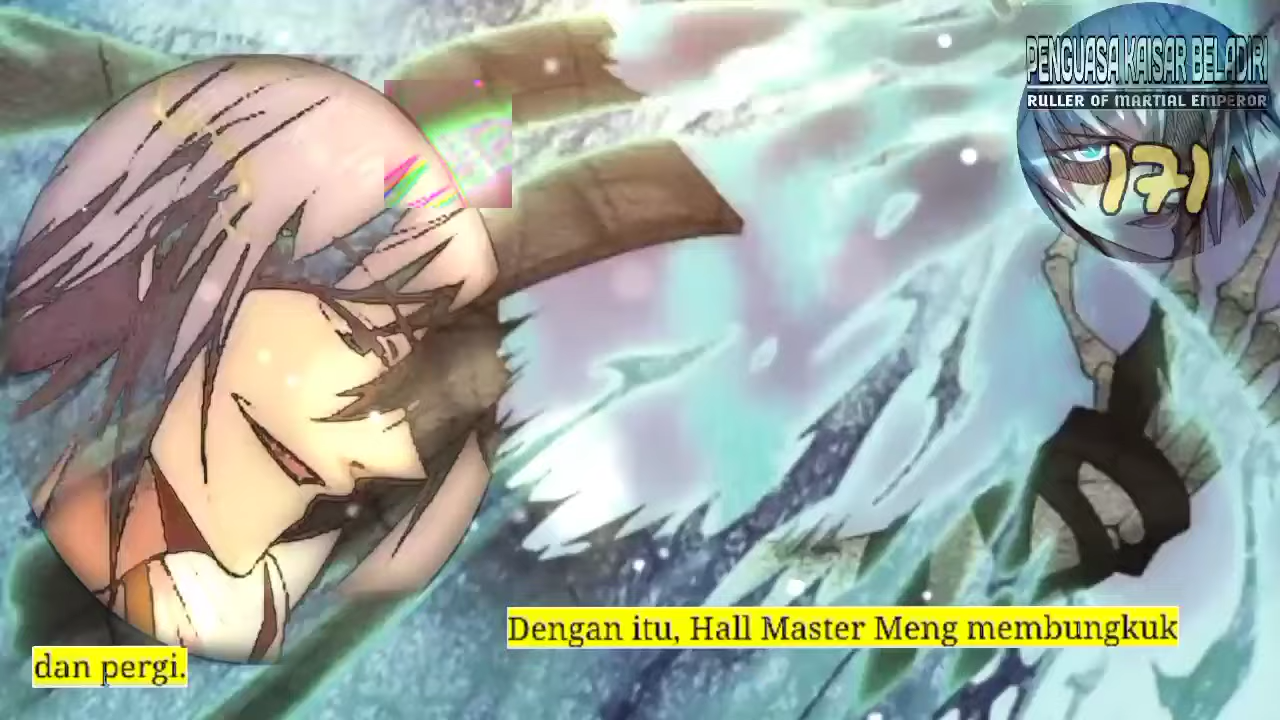 PENGUASA KAISAR BELADIRI
RULLER OF MARTIAL EMPEROR
171
Dengan itu, Hall Master Meng membungkuk
dan pergi.